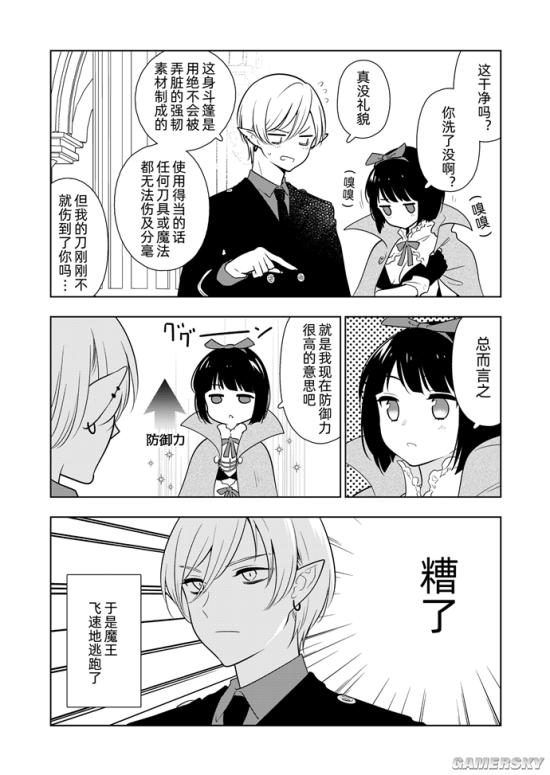 这干净吗？
你洗了没啊？
（嗅嗅）
（嗅嗅）
真没礼貌
这身斗篷是
用绝不会被
弄脏的强韧
素材制成的
使用得当的话
任何刀具或魔法
都无法伤及分毫
但我的刀刚刚不
就伤到了你吗…
总而言之
就是我现在防御力
很高的意思吧
グググーン
防御力
糟了
于是魔王
飞速地逃跑了
GAMERSKY